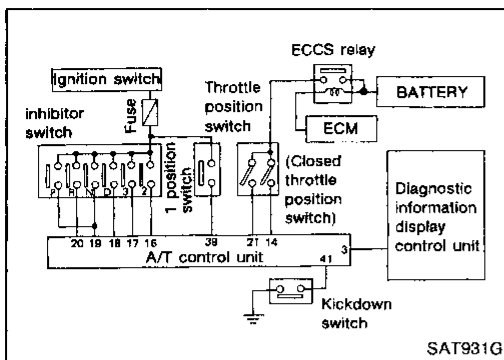 ECCS relay
Ignition switch
Throttle
position
switch
BATTERY
inhibitor
switch
Fuse
ECM
1 position
switch
(Closed
throttle
position
switch)
Diagnostic
information
display
control unit
P R N D 3 2
20 19 18 17 16 39 21 14
A/T control unit
3
41
Kickdown
switch
SAT931G